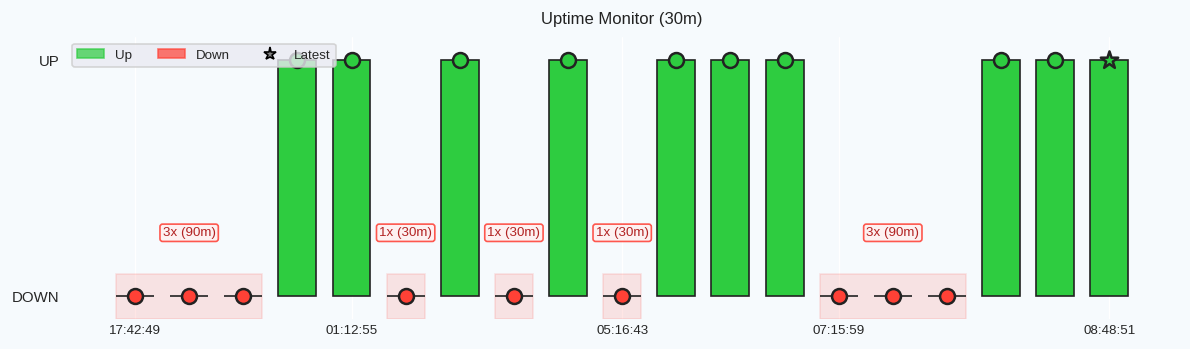 Uptime Monitor (30m)
Up Down Latest
UP
3x (90m) 1x (30m) 1x (30m) 1x (30m) 3x (90m)
DOWN
17:42:49 01:12:55 05:16:43 07:15:59 08:48:51